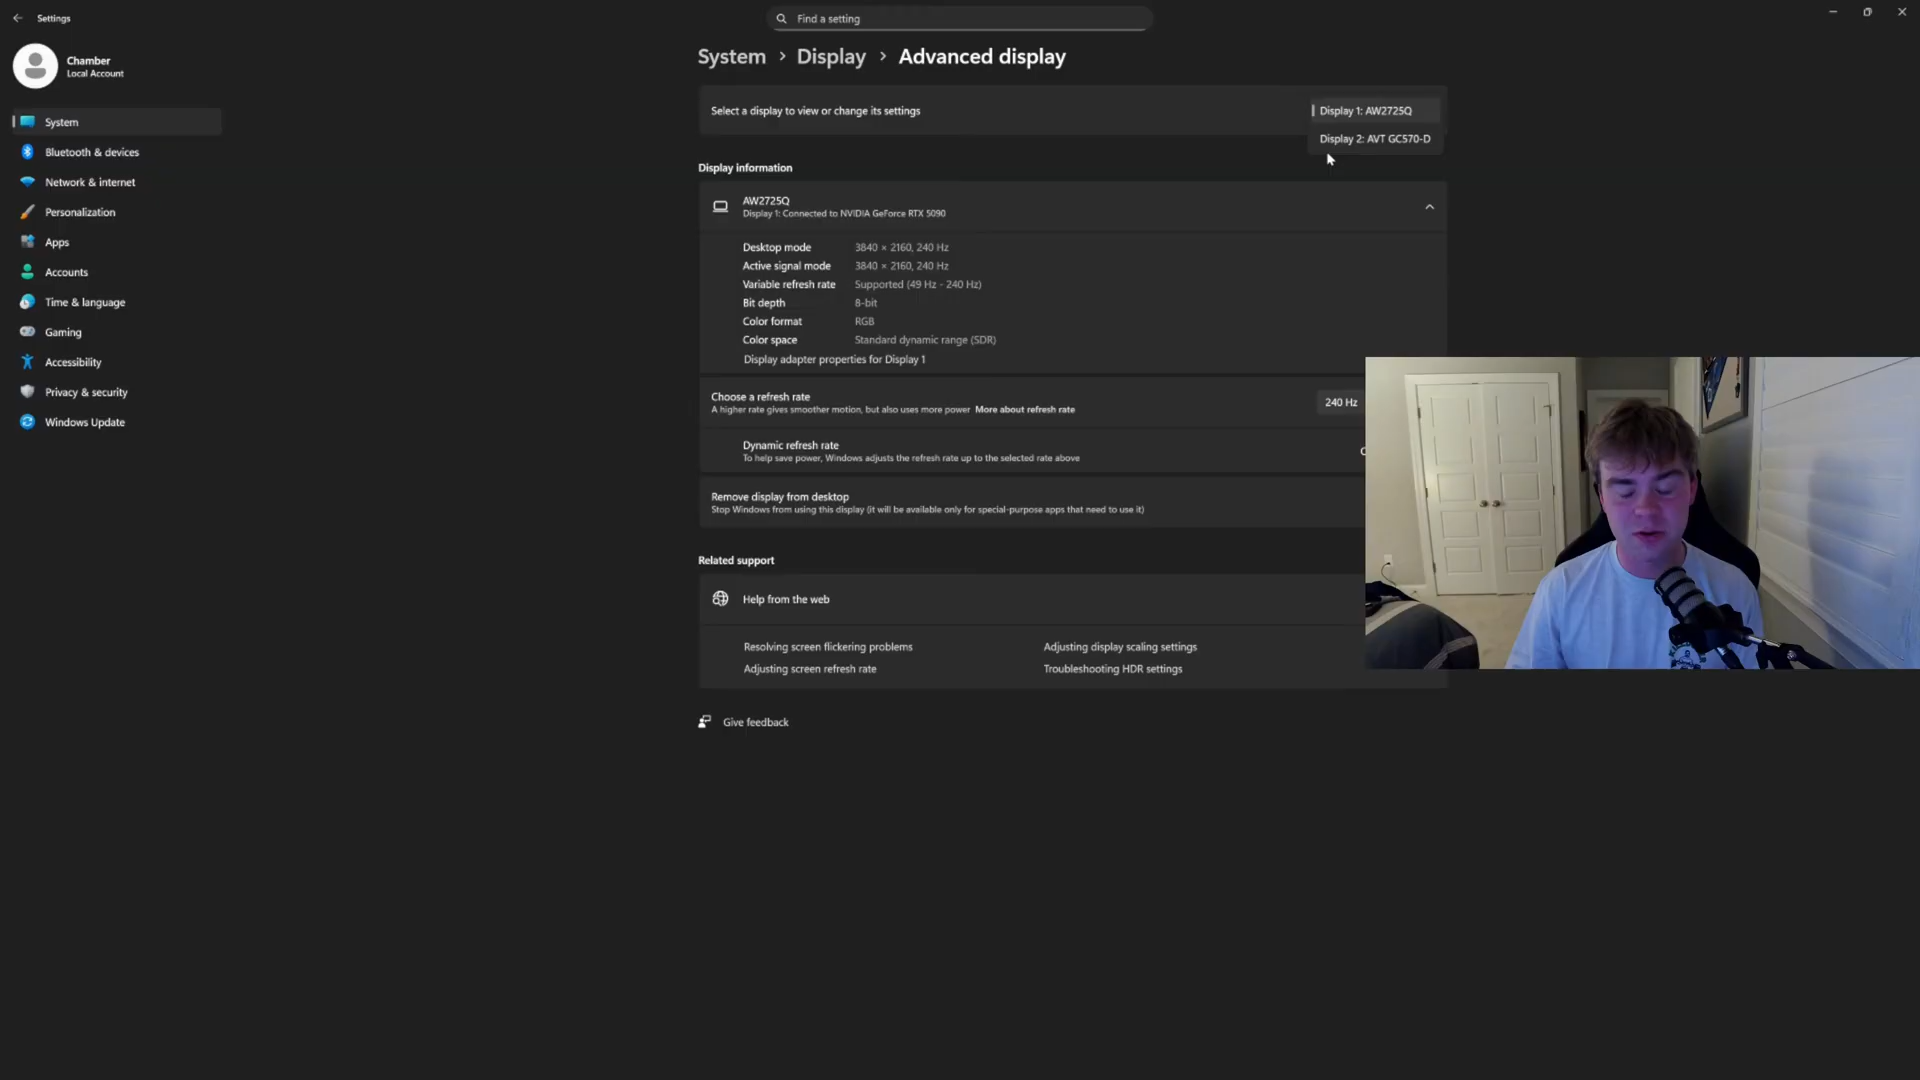 Settings
Find a setting
Chamber
Local Account
System
Bluetooth & devices
Network & internet
Personalization
Apps
Accounts
Time & language
Gaming
Accessibility
Privacy & security
Windows Update
System > Display > Advanced display
Select a display to view or change its settings
Display 1: AW2725Q
Display 2: AVT GC570-D
Display information
AW2725Q
Display 1: Connected to NVIDIA GeForce RTX 5090
Desktop mode 3840 × 2160, 240 Hz
Active signal mode 3840 × 2160, 240 Hz
Variable refresh rate Supported (49 Hz - 240 Hz)
Bit depth 8-bit
Color format RGB
Color space Standard dynamic range (SDR)
Display adapter properties for Display 1
Choose a refresh rate
A higher rate gives smoother motion, but also uses more power More about refresh rate
240 Hz
Dynamic refresh rate
To help save power, Windows adjusts the refresh rate up to the selected rate above
Remove display from desktop
Stop Windows from using this display (it will be available only for special-purpose apps that need to use it)
Related support
Help from the web
Resolving screen flickering problems
Adjusting display scaling settings
Adjusting screen refresh rate
Troubleshooting HDR settings
Give feedback